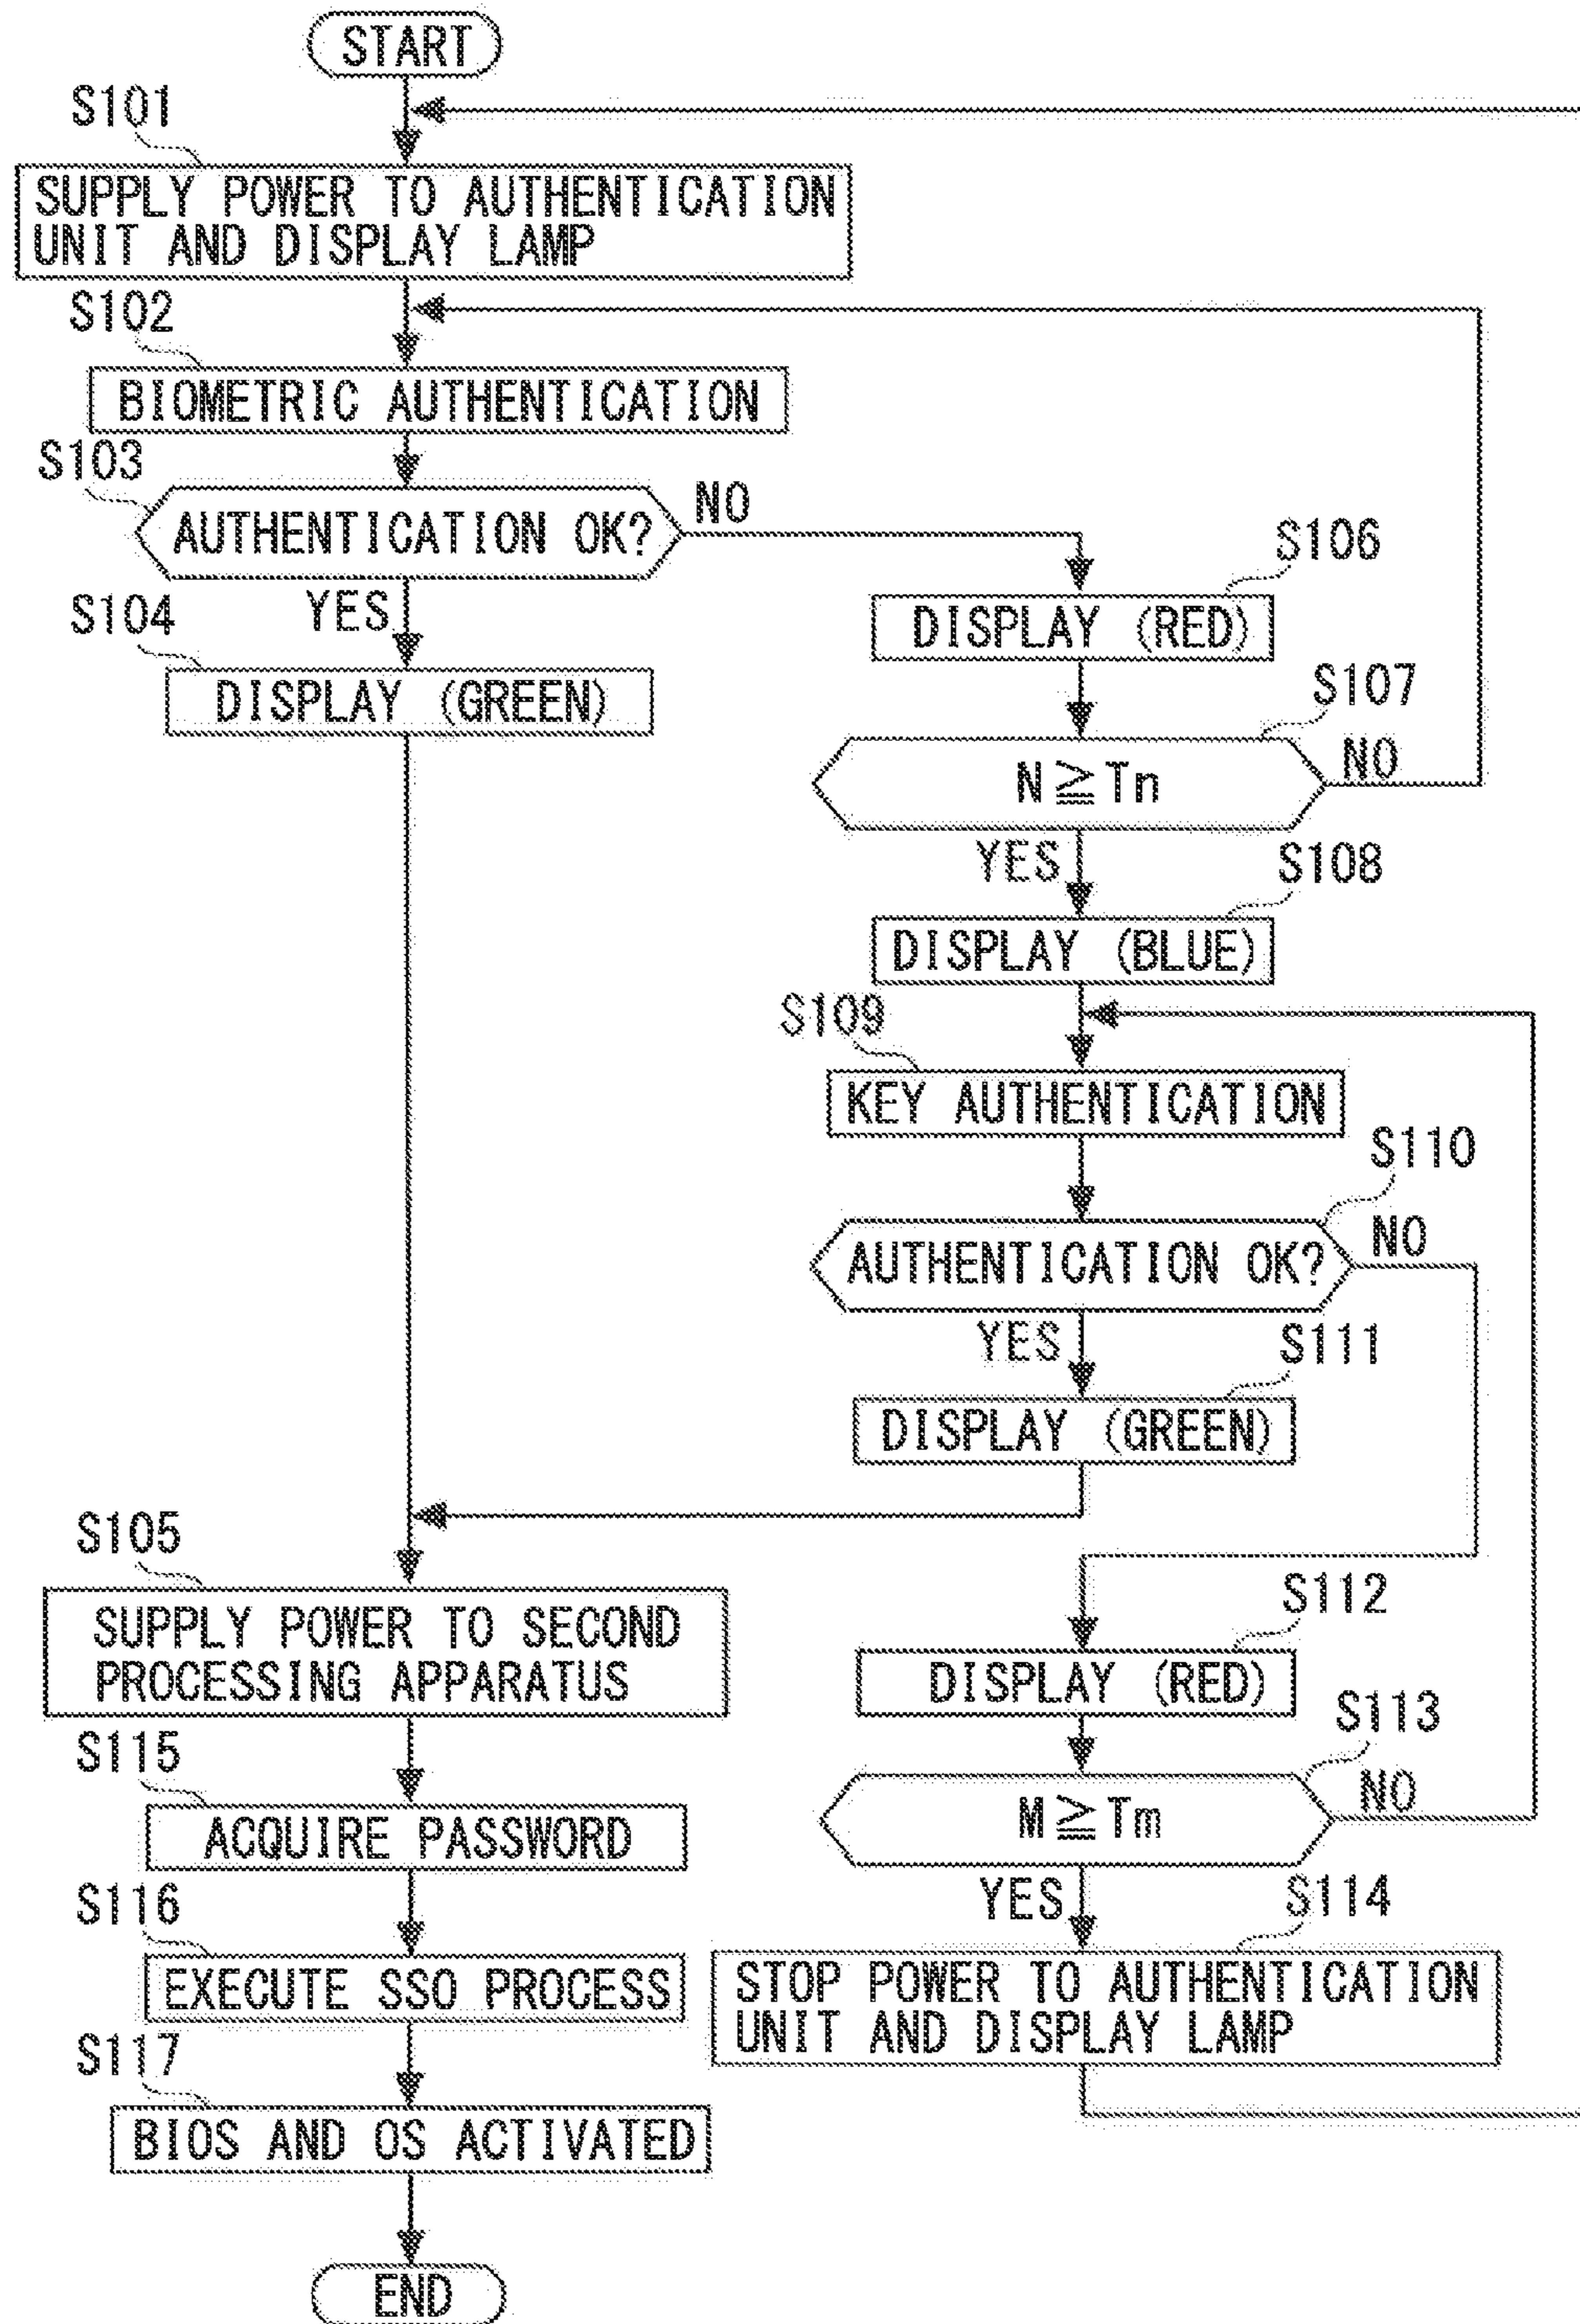 START
S101
SUPPLY POWER TO AUTHENTICATION
UNIT AND DISPLAY LAMP
S102
BIOMETRIC AUTHENTICATION
S103
AUTHENTICATION OK?
NO
YES
S104
DISPLAY (GREEN)
S106
DISPLAY (RED)
S107
N≧Tn
NO
YES
S108
DISPLAY (BLUE)
S109
KEY AUTHENTICATION
S110
AUTHENTICATION OK?
NO
YES
S111
DISPLAY (GREEN)
S105
SUPPLY POWER TO SECOND
PROCESSING APPARATUS
S112
DISPLAY (RED)
S113
M≧Tm
NO
YES
S114
STOP POWER TO AUTHENTICATION
UNIT AND DISPLAY LAMP
S115
ACQUIRE PASSWORD
S116
EXECUTE SSO PROCESS
S117
BIOS AND OS ACTIVATED
END